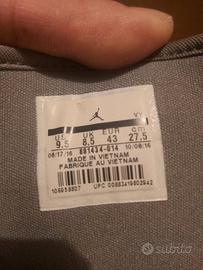 VY
US UK EUR cm
9.5 8.5 43 27.5
06/17/16 881434-014 10/08/16
MADE IN VIETNAM
FABRIQUE AU VIETNAM
UPC 00883419802942
subito